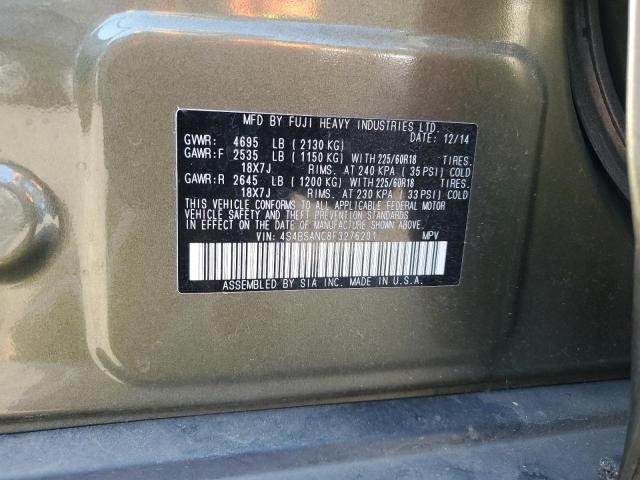 MFD BY FUJI HEAVY INDUSTRIES LTD.
DATE: 12/14
GVWR: 4695 LB ( 2130 KG)
GAWR:F 2535 LB ( 1150 KG) WITH 225/60R18 TIRES.
18X7J RIMS. AT 240 KPA ( 35 PSI) COLD
GAWR:R 2645 LB ( 1200 KG) WITH 225/60R18 TIRES.
18X7J RIMS. AT 230 KPA ( 33 PSI) COLD
THIS VEHICLE CONFORMS TO ALL APPLICABLE FEDERAL MOTOR
VEHICLE SAFETY AND THEFT PREVENTION STANDARDS
IN EFFECT ON THE DATE OF MANUFACTURE SHOWN ABOVE.
VIN: 4S4BSANC8F3276201 MPV
ASSEMBLED BY SIA INC. MADE IN U.S.A.